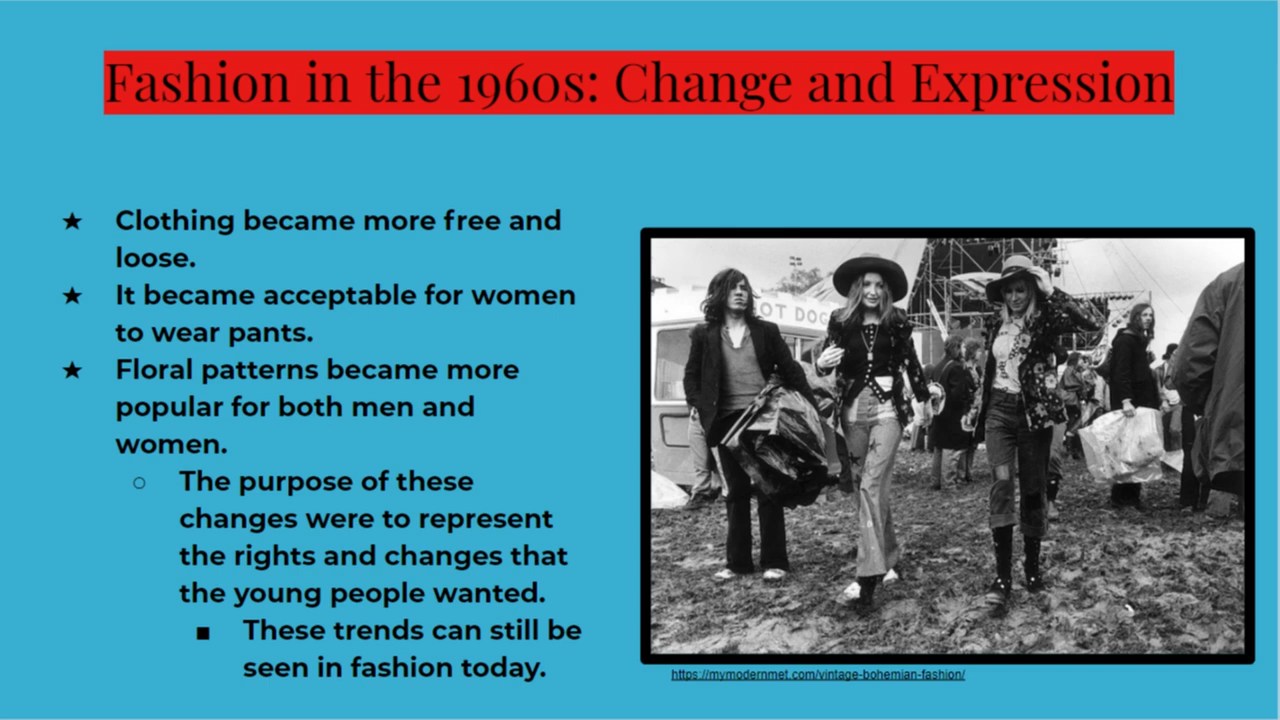 Fashion in the 1960s: Change and Expression
★ Clothing became more free and
loose.
★ It became acceptable for women
to wear pants.
★ Floral patterns became more
popular for both men and
women.
○ The purpose of these
changes were to represent
the rights and changes that
the young people wanted.
■ These trends can still be
seen in fashion today.
OT DOG
https://mymodernmet.com/vintage-bohemian-fashion/